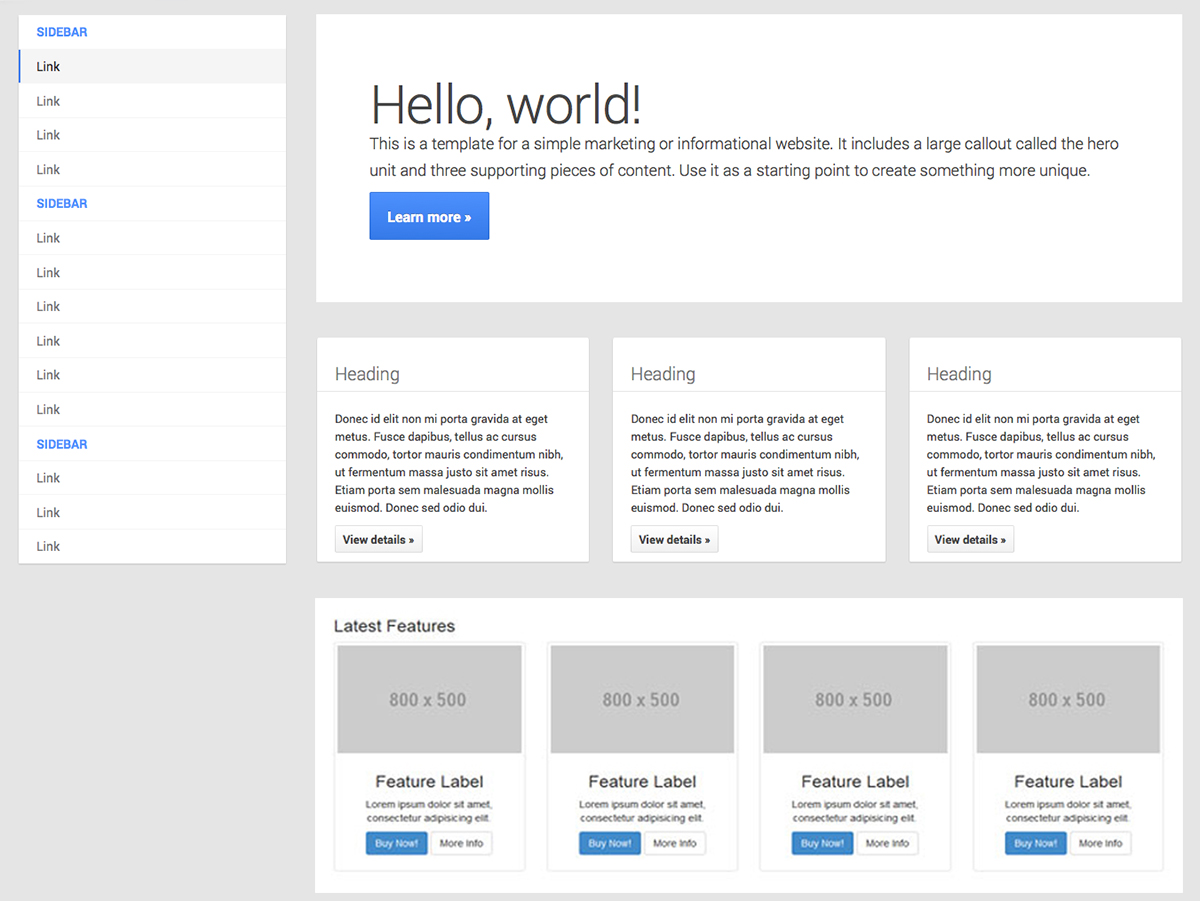 SIDEBAR
Link
Link
Link
Link
SIDEBAR
Link
Link
Link
Link
Link
Link
SIDEBAR
Link
Link
Link
Hello, world!
This is a template for a simple marketing or informational website. It includes a large callout called the hero
unit and three supporting pieces of content. Use it as a starting point to create something more unique.
Learn more »
Heading
Donec id elit non mi porta gravida at eget
metus. Fusce dapibus, tellus ac cursus
commodo, tortor mauris condimentum nibh,
ut fermentum massa justo sit amet risus.
Etiam porta sem malesuada magna mollis
euismod. Donec sed odio dui.
View details »
Heading
Donec id elit non mi porta gravida at eget
metus. Fusce dapibus, tellus ac cursus
commodo, tortor mauris condimentum nibh,
ut fermentum massa justo sit amet risus.
Etiam porta sem malesuada magna mollis
euismod. Donec sed odio dui.
View details »
Heading
Donec id elit non mi porta gravida at eget
metus. Fusce dapibus, tellus ac cursus
commodo, tortor mauris condimentum nibh,
ut fermentum massa justo sit amet risus.
Etiam porta sem malesuada magna mollis
euismod. Donec sed odio dui.
View details »
Latest Features
800 x 500
Feature Label
Lorem ipsum dolor sit amet,
consectetur adipisicing elit.
Buy Now! More Info
800 x 500
Feature Label
Lorem ipsum dolor sit amet,
consectetur adipisicing elit.
Buy Now! More Info
800 x 500
Feature Label
Lorem ipsum dolor sit amet,
consectetur adipisicing elit.
Buy Now! More Info
800 x 500
Feature Label
Lorem ipsum dolor sit amet,
consectetur adipisicing elit.
Buy Now! More Info